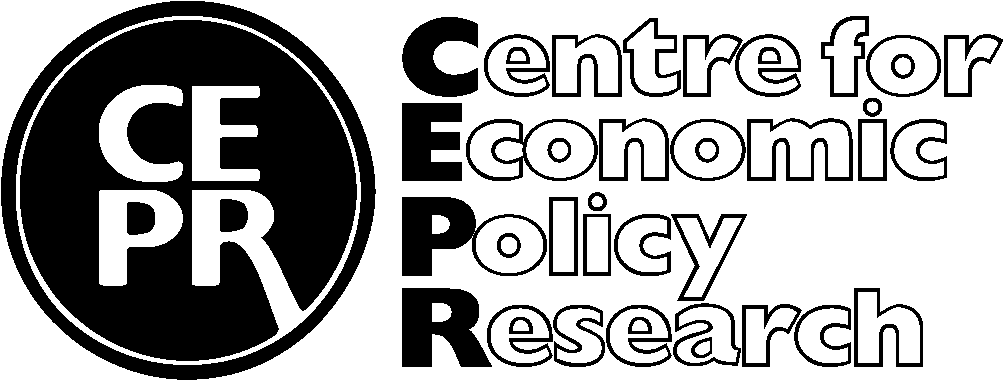 CE
PR
Centre for
Economic
Policy
Research